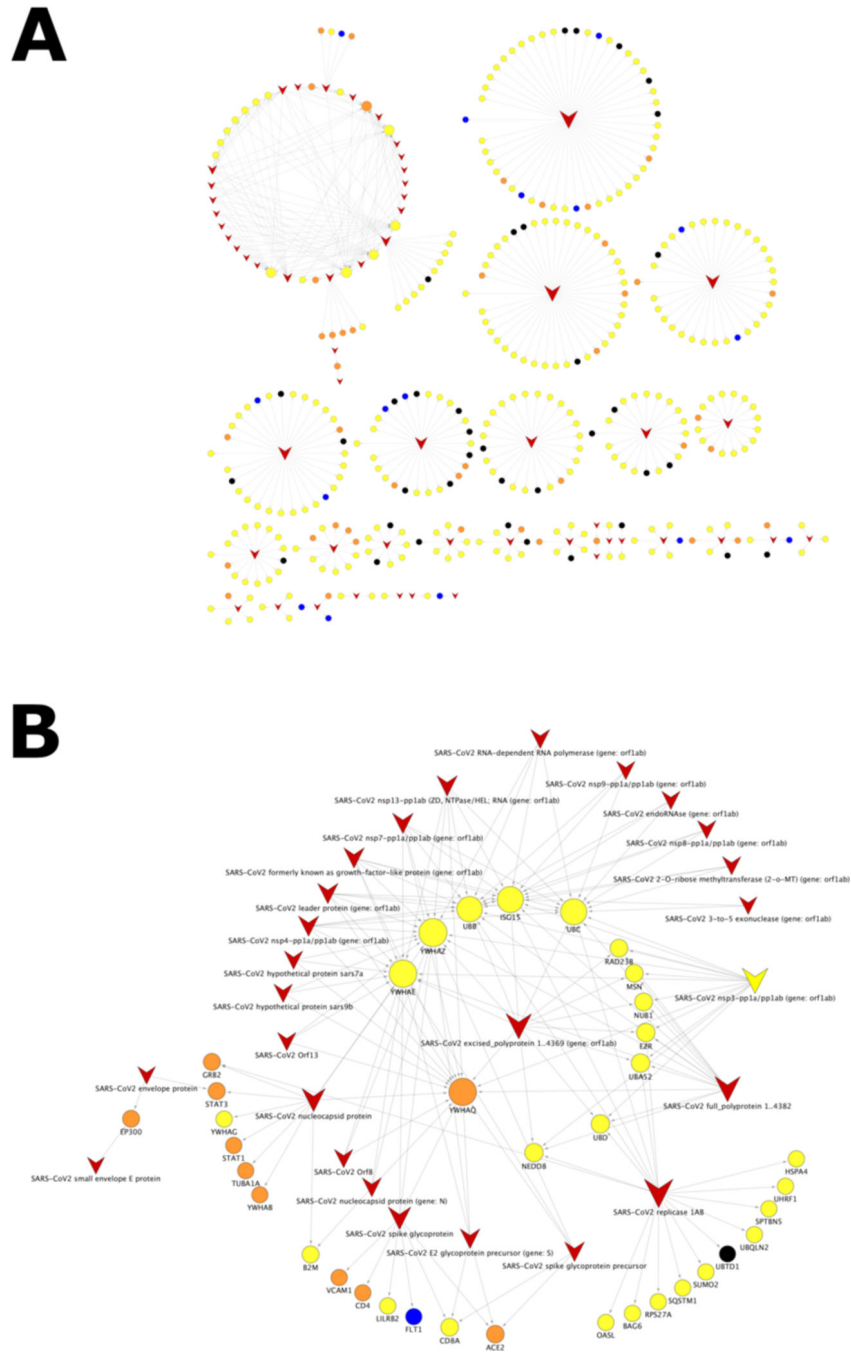 A
B
SARS-CoV2 RNA-dependent RNA polymerase (gene: orf1ab)
SARS-CoV2 nsp9-pp1a/pp1ab (gene: orf1ab)
SARS-CoV2 nsp13-pp1ab (ZD, NTPase/HEL; RNA (gene: orf1ab)
SARS-CoV2 endoRNAse (gene: orf1ab)
SARS-CoV2 nsp7-pp1a/pp1ab (gene: orf1ab)
SARS-CoV2 nsp8-pp1a/pp1ab (gene: orf1ab)
SARS-CoV2 formerly known as growth-factor-like protein (gene: orf1ab)
SARS-CoV2 2-O-ribose methyltransferase (2-o-MT) (gene: orf1ab)
SARS-CoV2 leader protein (gene: orf1ab)
ISG15
UBB
UBC
SARS-CoV2 3-to-5 exonuclease (gene: orf1ab)
SARS-CoV2 nsp4-pp1a/pp1ab (gene: orf1ab)
YWHAZ
RAD23B
SARS-CoV2 hypothetical protein sars7a
MSN
YWHAE
SARS-CoV2 nsp3-pp1a/pp1ab (gene: orf1ab)
SARS-CoV2 hypothetical protein sars9b
NUB1
SARS-CoV2 excised_polyprotein 1..4369 (gene: orf1ab)
EZR
SARS-CoV2 Orf13
UBA52
GRB2
SARS-CoV2 envelope protein
STAT3
SARS-CoV2 full_polyprotein 1..4382
SARS-CoV2 nucleocapsid protein
YWHAQ
EP300
YWHAG
UBD
STAT1
NEDD8
SARS-CoV2 small envelope E protein
TUBA1A
SARS-CoV2 Orf8
HSPA4
YWHAB
SARS-CoV2 nucleocapsid protein (gene: N)
UHRF1
SARS-CoV2 replicase 1AB
SPTBN5
SARS-CoV2 spike glycoprotein
UBQLN2
SARS-CoV2 E2 glycoprotein precursor (gene: S)
SARS-CoV2 spike glycoprotein precursor
B2M
UBTD1
VCAM1
SUMO2
CD4
SQSTM1
LILRB2
RPS27A
FLT1
BAG6
CD8A
OASL
ACE2